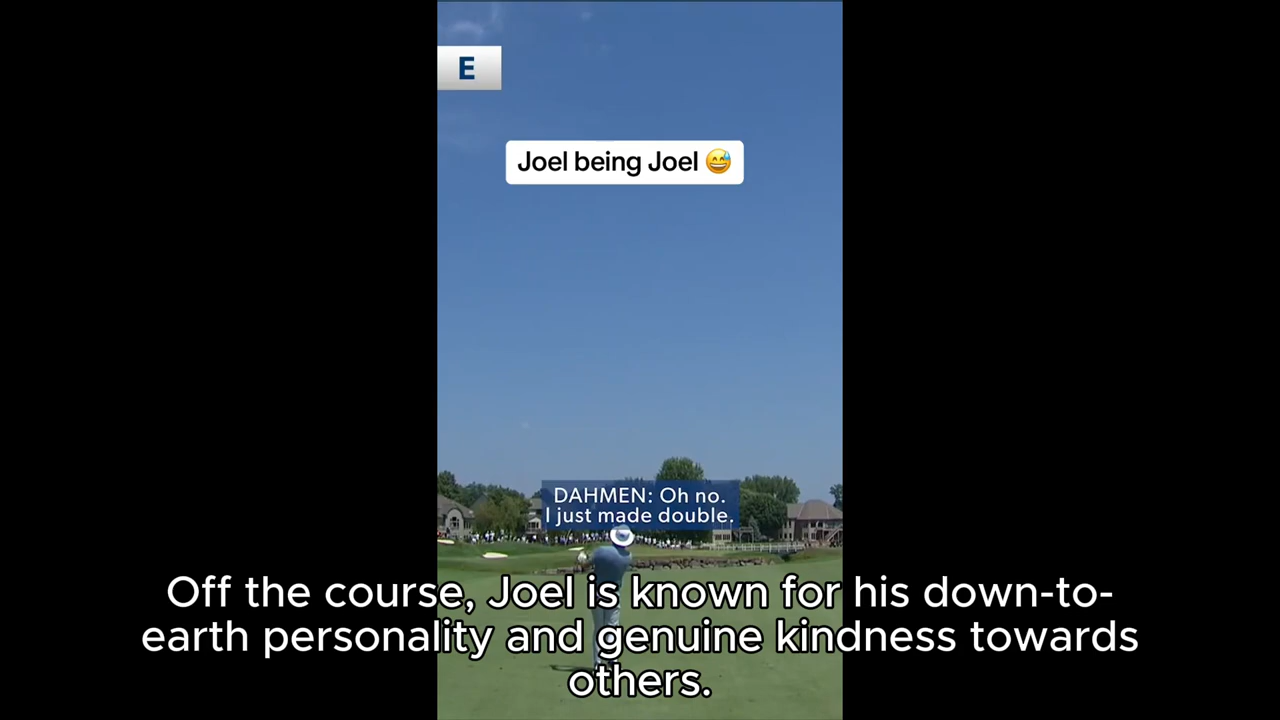 E
Joel being Joel 😅
DAHMEN: Oh no.
I just made double.
Off the course, Joel is known for his down-to-
earth personality and genuine kindness towards
others.